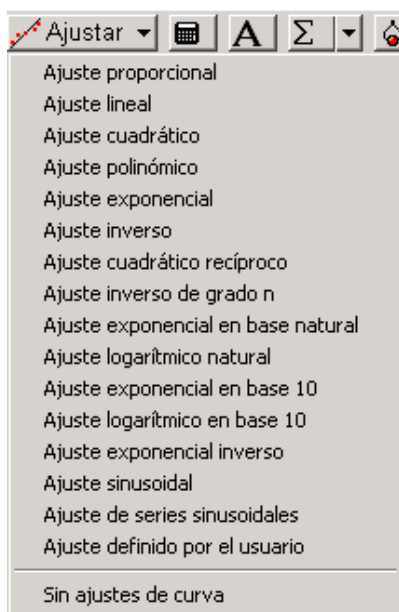 Ajustar A Σ
Ajuste proporcional
Ajuste lineal
Ajuste cuadrático
Ajuste polinómico
Ajuste exponencial
Ajuste inverso
Ajuste cuadrático recíproco
Ajuste inverso de grado n
Ajuste exponencial en base natural
Ajuste logarítmico natural
Ajuste exponencial en base 10
Ajuste logarítmico en base 10
Ajuste exponencial inverso
Ajuste sinusoidal
Ajuste de series sinusoidales
Ajuste definido por el usuario
Sin ajustes de curva